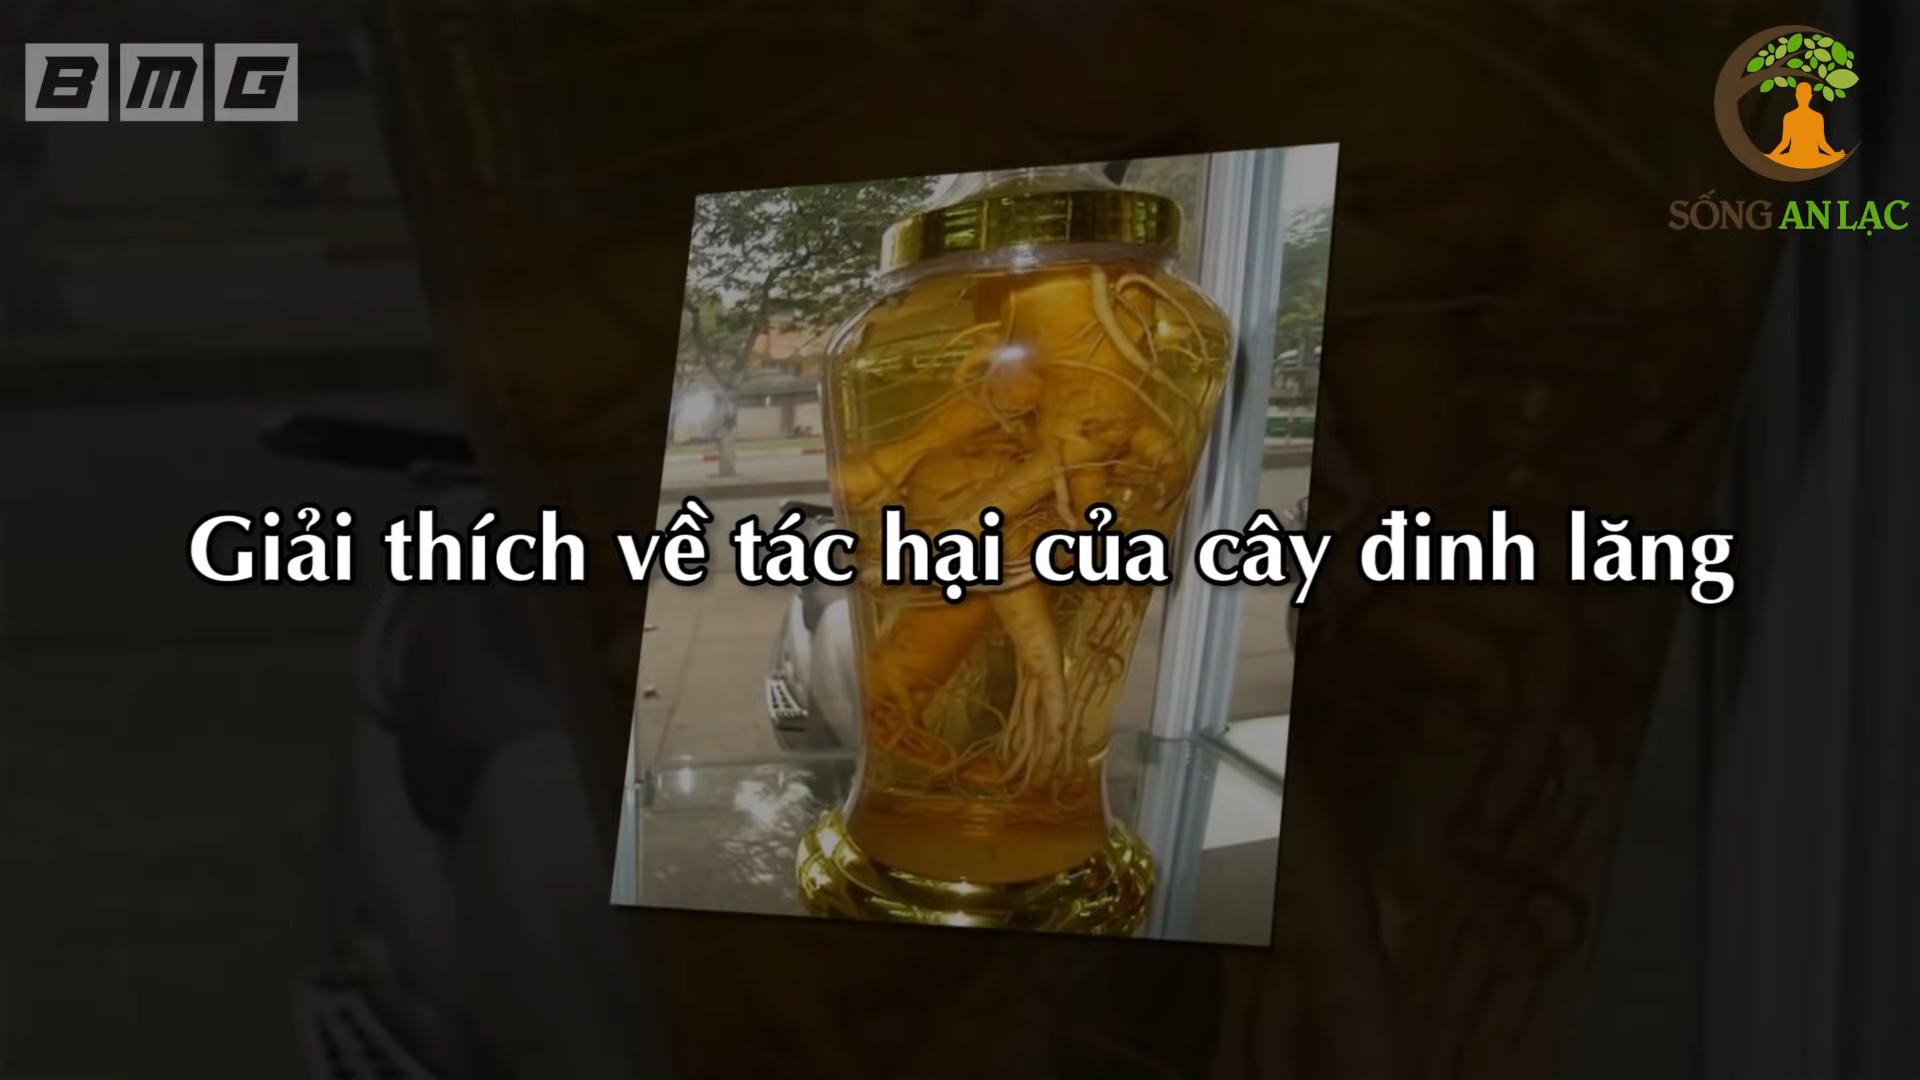 BMG
SỐNG AN LẠC
Giải thích về tác hại của cây đinh lăng